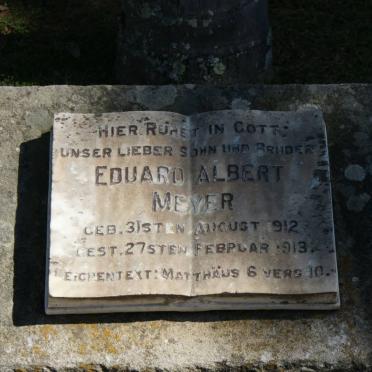 HIER RUHET IN GOTT
UNSER LIEBER SOHN UND BRUDER
EDUARD ALBERT
MEYER
GEB. 31STEN AUGUST 1912
GEST. 27STEN FEBRUAR 1913
LEICHENTEXT: MATTHÄUS 6 VERS 10.